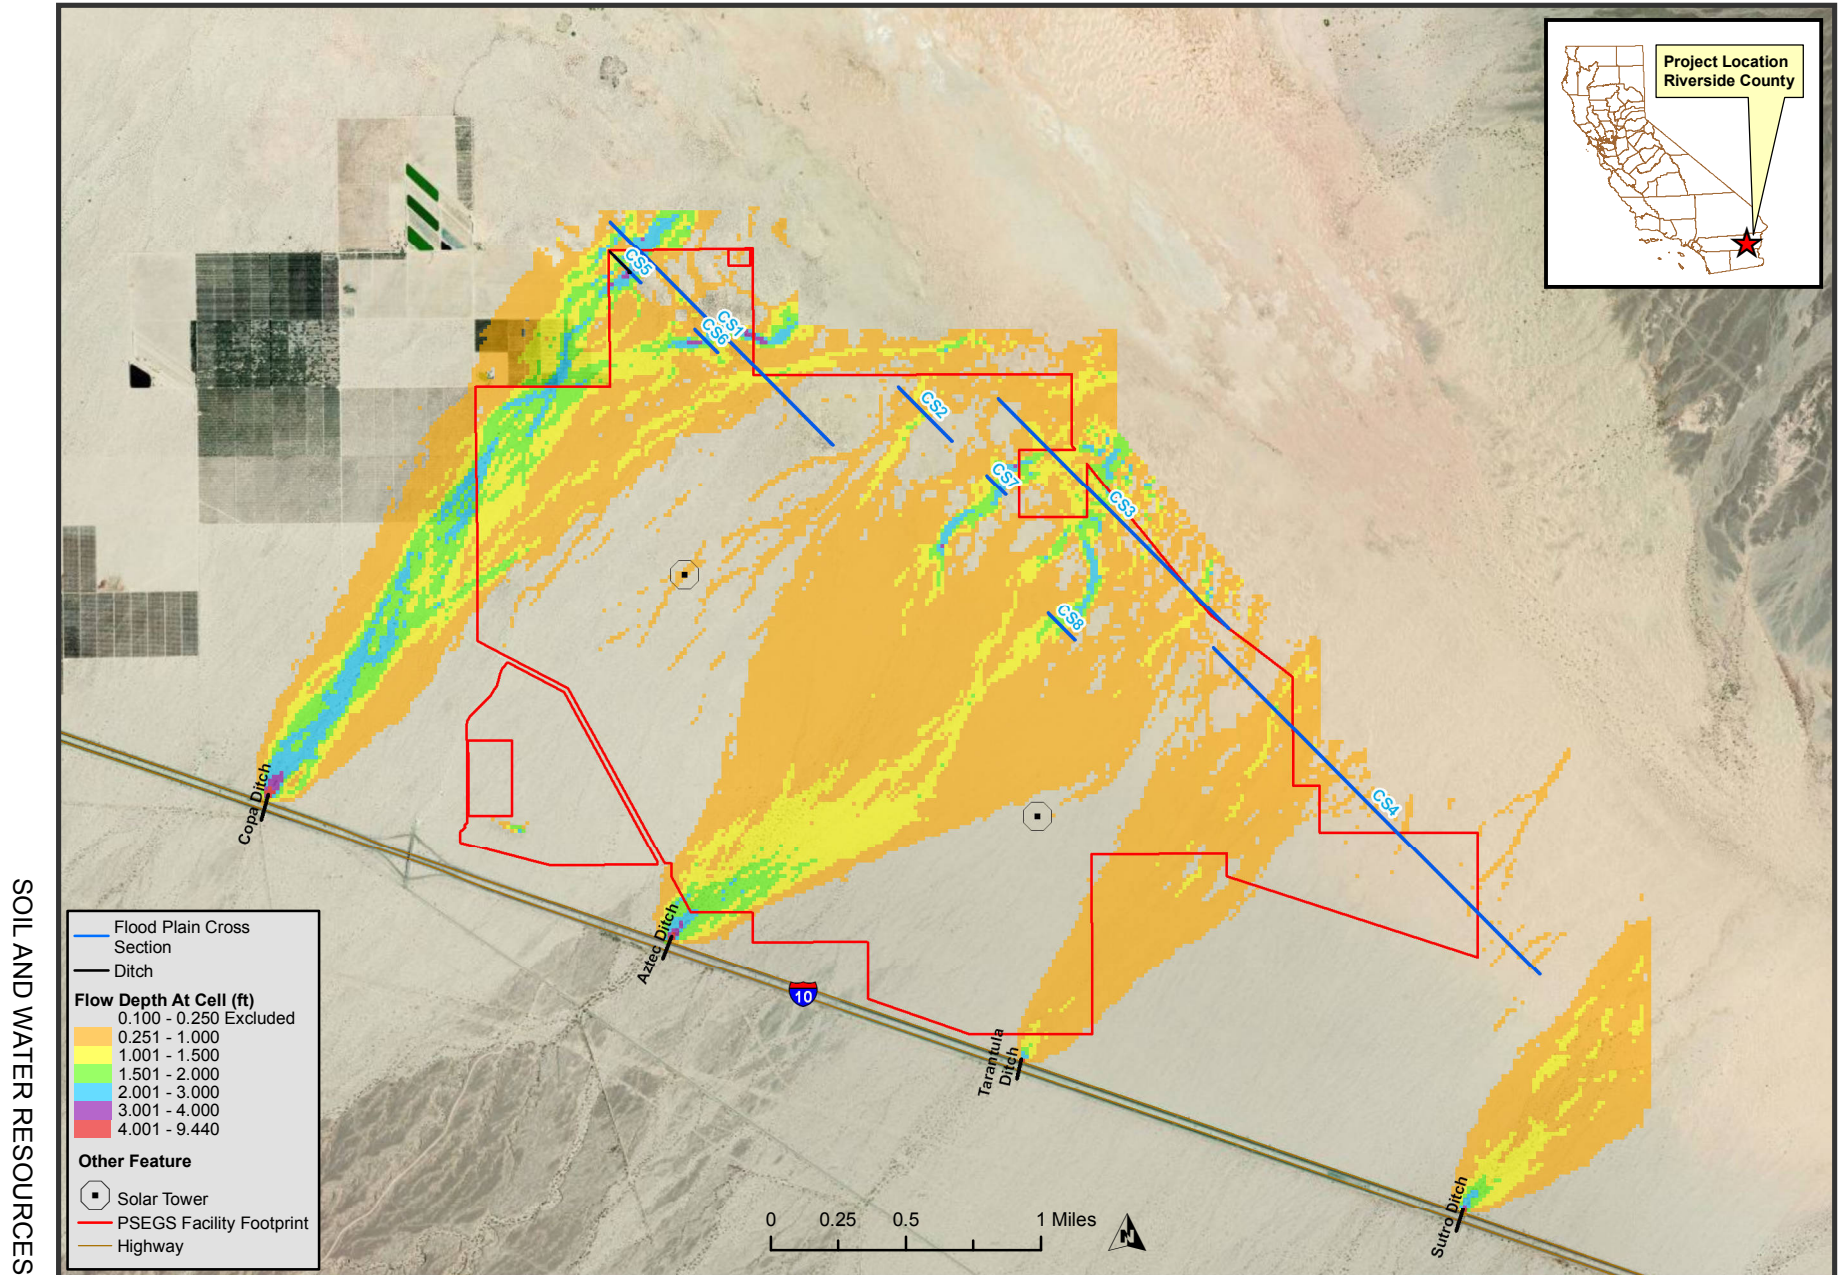 Project Location
Riverside County
CS5
CS1
CS6
CS2
CS7
CS3
CS8
CS4
Copa Ditch
Aztec Ditch
10
Tarantula
Ditch
Sutro Ditch
SOIL AND WATER RESOURCES
Flood Plain Cross
Section
Ditch
Flow Depth At Cell (ft)
0.100 - 0.250 Excluded
0.251 - 1.000
1.001 - 1.500
1.501 - 2.000
2.001 - 3.000
3.001 - 4.000
4.001 - 9.440
Other Feature
Solar Tower
PSEGS Facility Footprint
Highway
0 0.25 0.5 1 Miles
N